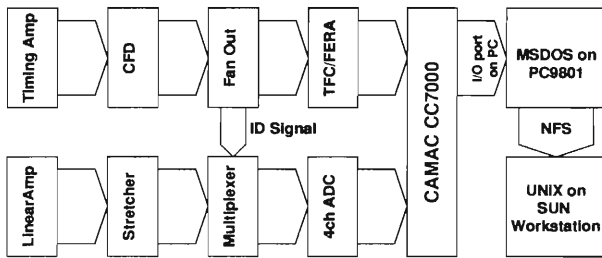 Timing Amp
CFD
Fan Out
TFC/FERA
CAMAC CC7000
I/O port
on PC
MSDOS on
PC9801
ID Signal
NFS
LinearAmp
Stretcher
Multiplexer
4ch ADC
UNIX on
SUN
Workstation